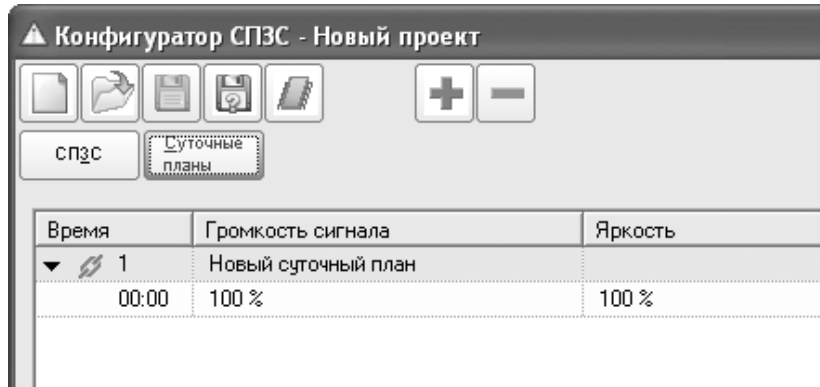 Конфигуратор СПЗС - Новый проект
СПЗС
Суточные
планы
Время Громкость сигнала Яркость
1 Новый суточный план
00:00 100 % 100 %